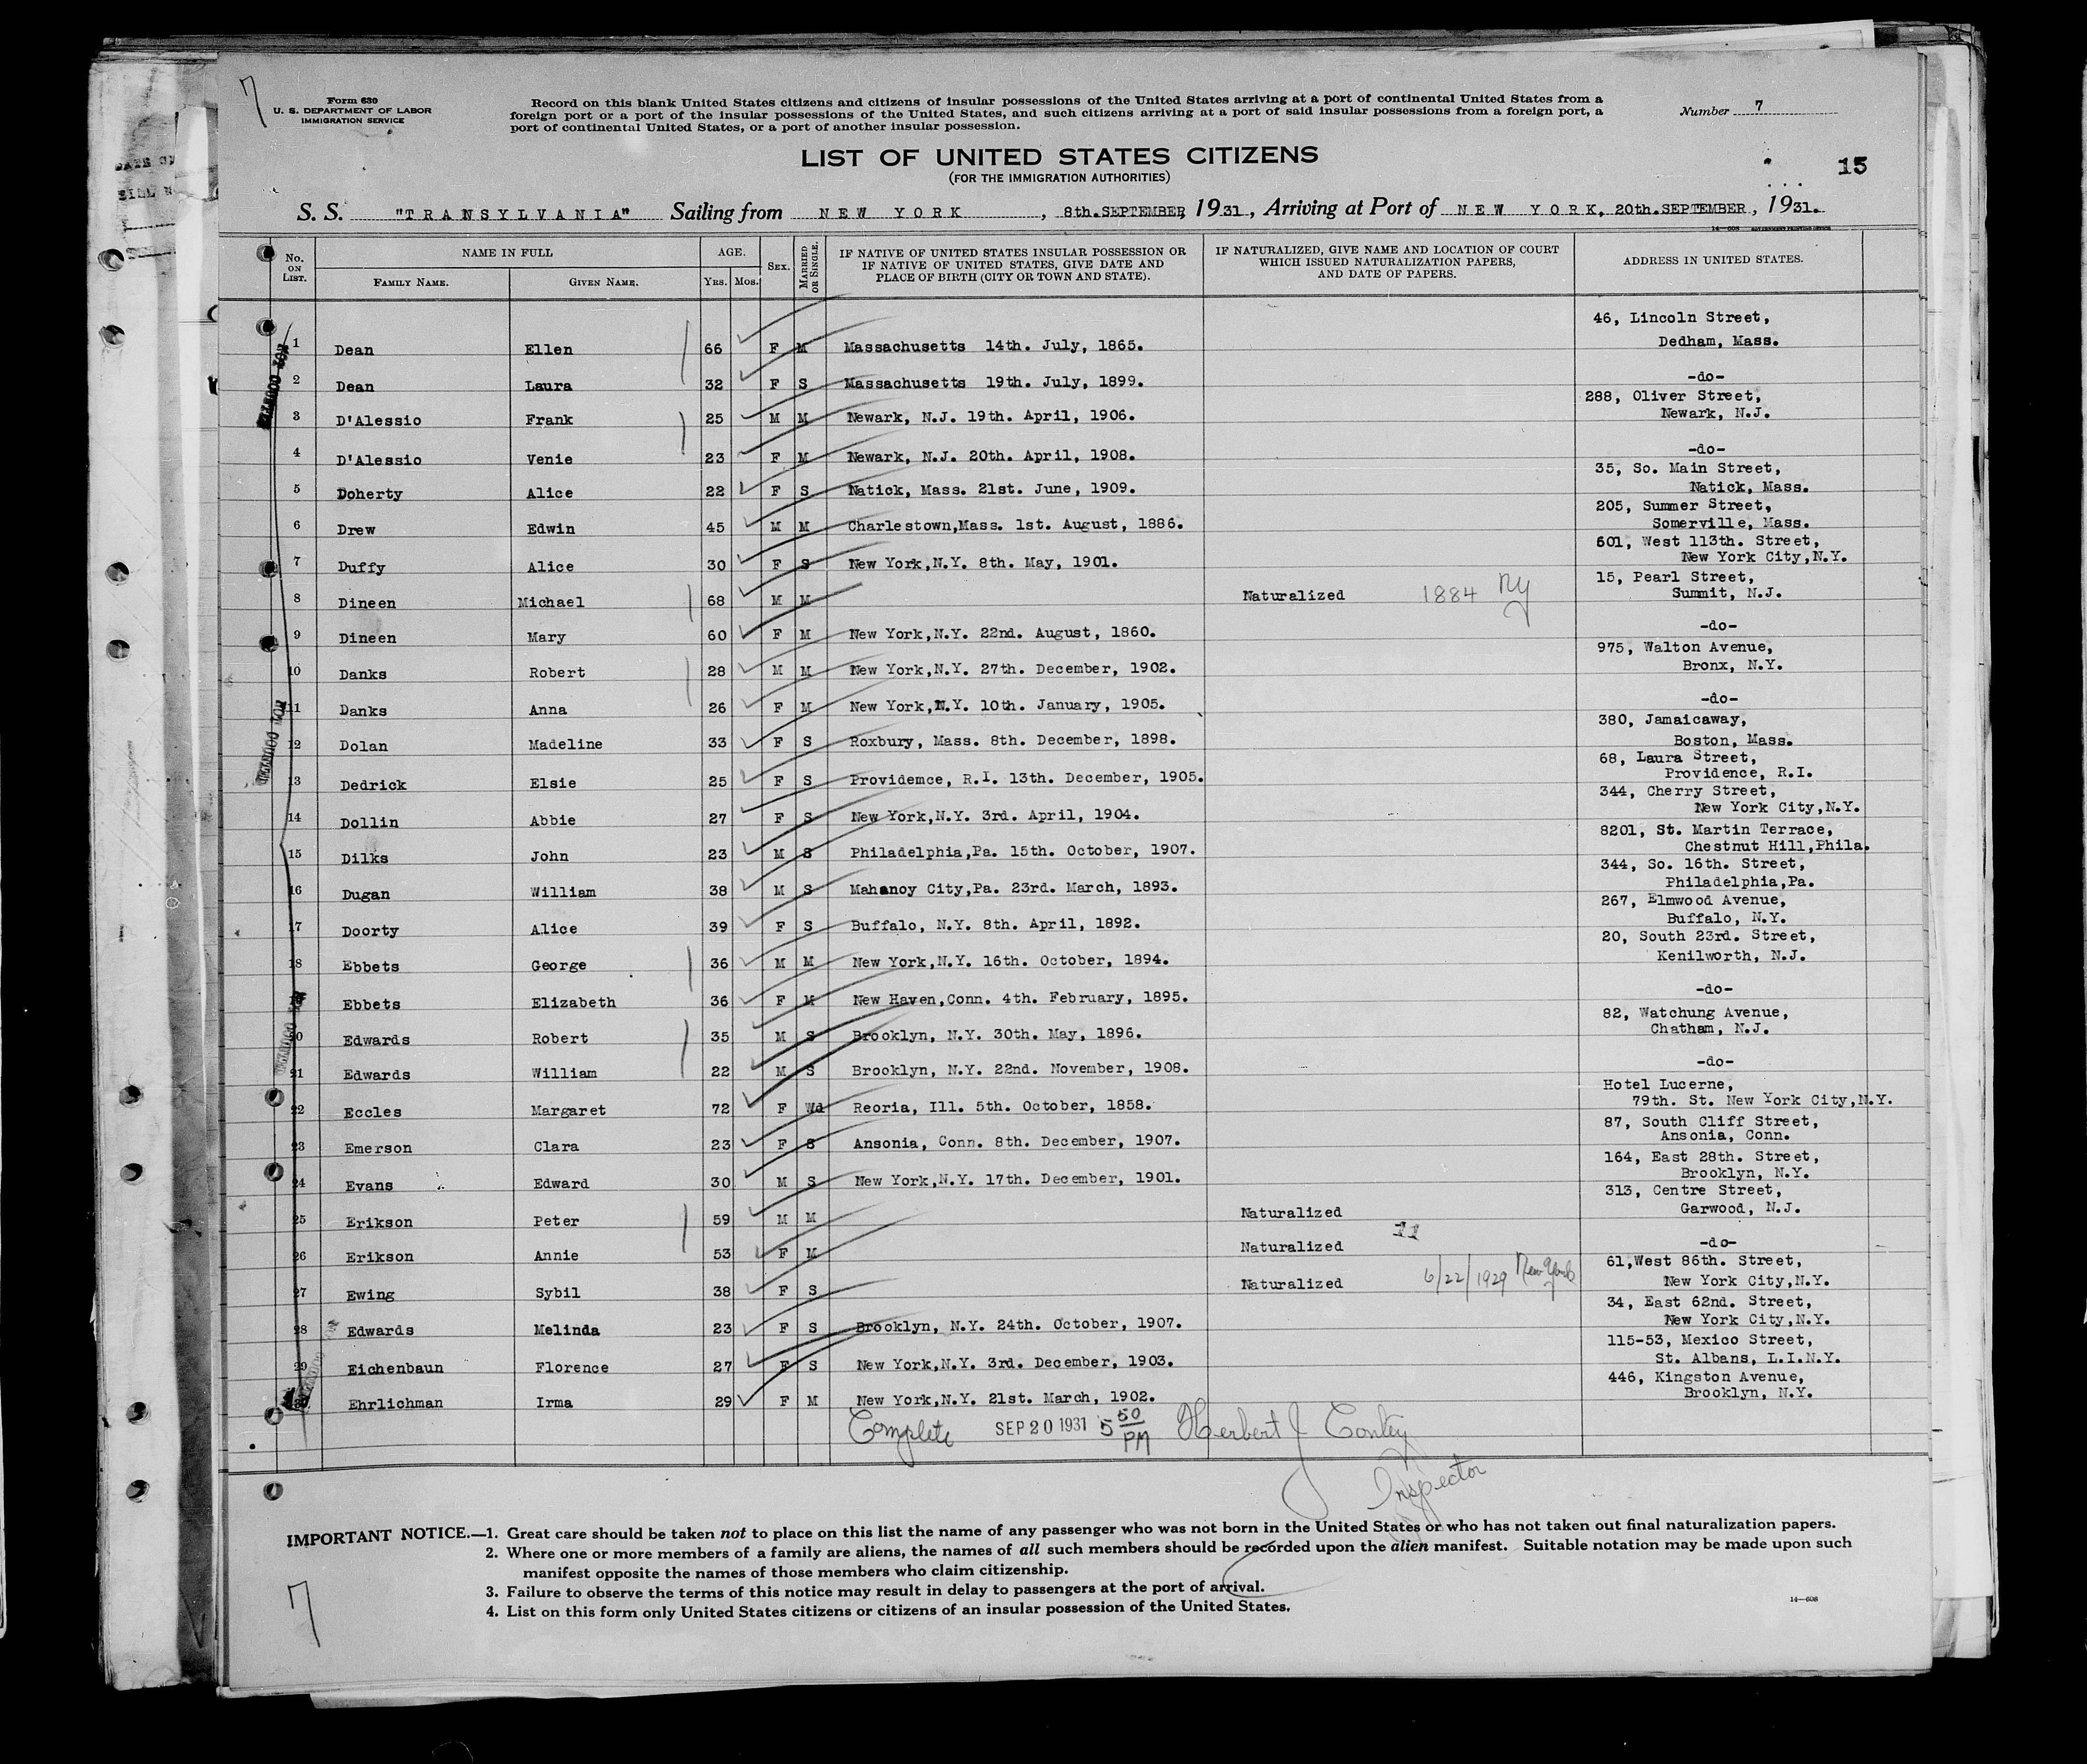 7
Form 630
U. S. DEPARTMENT OF LABOR
IMMIGRATION SERVICE
Record on this blank United States citizens and citizens of insular possessions of the United States arriving at a port of continental United States from a
foreign port or a port of the insular possessions of the United States, and such citizens arriving at a port of said insular possessions from a foreign port, a
port of continental United States, or a port of another insular possession.
Number 7
LIST OF UNITED STATES CITIZENS
(FOR THE IMMIGRATION AUTHORITIES)
15
S. S. "TRANSYLVANIA" Sailing from NEW YORK, 8th. SEPTEMBER, 1931, Arriving at Port of NEW YORK, 20th. SEPTEMBER, 1931.
14—608
No. ON LIST. NAME IN FULL FAMILY NAME. GIVEN NAME. AGE. YRS. MOS. SEX. MARRIED OR SINGLE. IF NATIVE OF UNITED STATES INSULAR POSSESSION OR IF NATIVE OF UNITED STATES, GIVE DATE AND PLACE OF BIRTH (CITY OR TOWN AND STATE). IF NATURALIZED, GIVE NAME AND LOCATION OF COURT WHICH ISSUED NATURALIZATION PAPERS, AND DATE OF PAPERS. ADDRESS IN UNITED STATES.
1 Dean Ellen 66 F M Massachusetts 14th. July, 1865. 46, Lincoln Street, Dedham, Mass.
2 Dean Laura 32 F S Massachusetts 19th. July, 1899. -do-
3 D'Alessio Frank 25 M M Newark, N.J. 19th. April, 1906. 288, Oliver Street, Newark, N.J.
4 D'Alessio Venie 23 F M Newark, N.J. 20th. April, 1908. -do-
5 Doherty Alice 22 F S Natick, Mass. 21st. June, 1909. 35, So. Main Street, Natick, Mass.
6 Drew Edwin 45 M M Charlestown,Mass. 1st. August, 1886. 205, Summer Street, Somerville, Mass.
7 Duffy Alice 30 F S New York,N.Y. 8th. May, 1901. 601, West 113th. Street, New York City,N.Y.
8 Dineen Michael 68 M M Naturalized 1884 NY 15, Pearl Street, Summit, N.J.
9 Dineen Mary 60 F M New York,N.Y. 22nd. August, 1860. -do-
10 Danks Robert 28 M M New York,N.Y. 27th. December, 1902. 975, Walton Avenue, Bronx, N.Y.
11 Danks Anna 26 F M New York,N.Y. 10th. January, 1905. -do-
12 Dolan Madeline 33 F S Roxbury, Mass. 8th. December, 1898. 380, Jamaicaway, Boston, Mass.
13 Dedrick Elsie 25 F S Providemce, R.I. 13th. December, 1905. 68, Laura Street, Providence, R.I.
14 Dollin Abbie 27 F S New York,N.Y. 3rd. April, 1904. 344, Cherry Street, New York City,N.Y.
15 Dilks John 23 M S Philadelphia,Pa. 15th. October, 1907. 8201, St. Martin Terrace, Chestnut Hill,Phila.
16 Dugan William 38 M S Mahanoy City,Pa. 23rd. March, 1893. 344, So. 16th. Street, Philadelphia,Pa.
17 Doorty Alice 39 F S Buffalo, N.Y. 8th. April, 1892. 267, Elmwood Avenue, Buffalo, N.Y.
18 Ebbets George 36 M M New York,N.Y. 16th. October, 1894. 20, South 23rd. Street, Kenilworth, N.J.
19 Ebbets Elizabeth 36 F M New Haven,Conn. 4th. February, 1895. -do-
20 Edwards Robert 35 M S Brooklyn, N.Y. 30th. May, 1896. 82, Watchung Avenue, Chatham, N.J.
21 Edwards William 22 M S Brooklyn, N.Y. 22nd. November, 1908. -do-
22 Eccles Margaret 72 F Wd Reoria, Ill. 5th. October, 1858. Hotel Lucerne, 79th. St. New York City,N.Y.
23 Emerson Clara 23 F S Ansonia, Conn. 8th. December, 1907. 87, South Cliff Street, Ansonia, Conn.
24 Evans Edward 30 M S New York,N.Y. 17th. December, 1901. 164, East 28th. Street, Brooklyn, N.Y.
25 Erikson Peter 59 M M Naturalized 313, Centre Street, Garwood, N.J.
26 Erikson Annie 53 F M Naturalized -do-
27 Ewing Sybil 38 F S Naturalized 6/22/1929 New York 61,West 86th. Street, New York City,N.Y.
28 Edwards Melinda 23 F S Brooklyn, N.Y. 24th. October, 1907. 34, East 62nd. Street, New York City,N.Y.
29 Eichenbaun Florence 27 F S New York,N.Y. 3rd. December, 1903. 115-53, Mexico Street, St. Albans, L.I.N.Y.
30 Ehrlichman Irma 29 F M New York,N.Y. 21st. March, 1902. 446, Kingston Avenue, Brooklyn, N.Y.
Complete SEP 20 1931 5 50 PM Herbert J Conley
Inspector
IMPORTANT NOTICE.—1. Great care should be taken not to place on this list the name of any passenger who was not born in the United States or who has not taken out final naturalization papers.
2. Where one or more members of a family are aliens, the names of all such members should be recorded upon the alien manifest. Suitable notation may be made upon such
manifest opposite the names of those members who claim citizenship.
3. Failure to observe the terms of this notice may result in delay to passengers at the port of arrival.
4. List on this form only United States citizens or citizens of an insular possession of the United States.
14—608
7